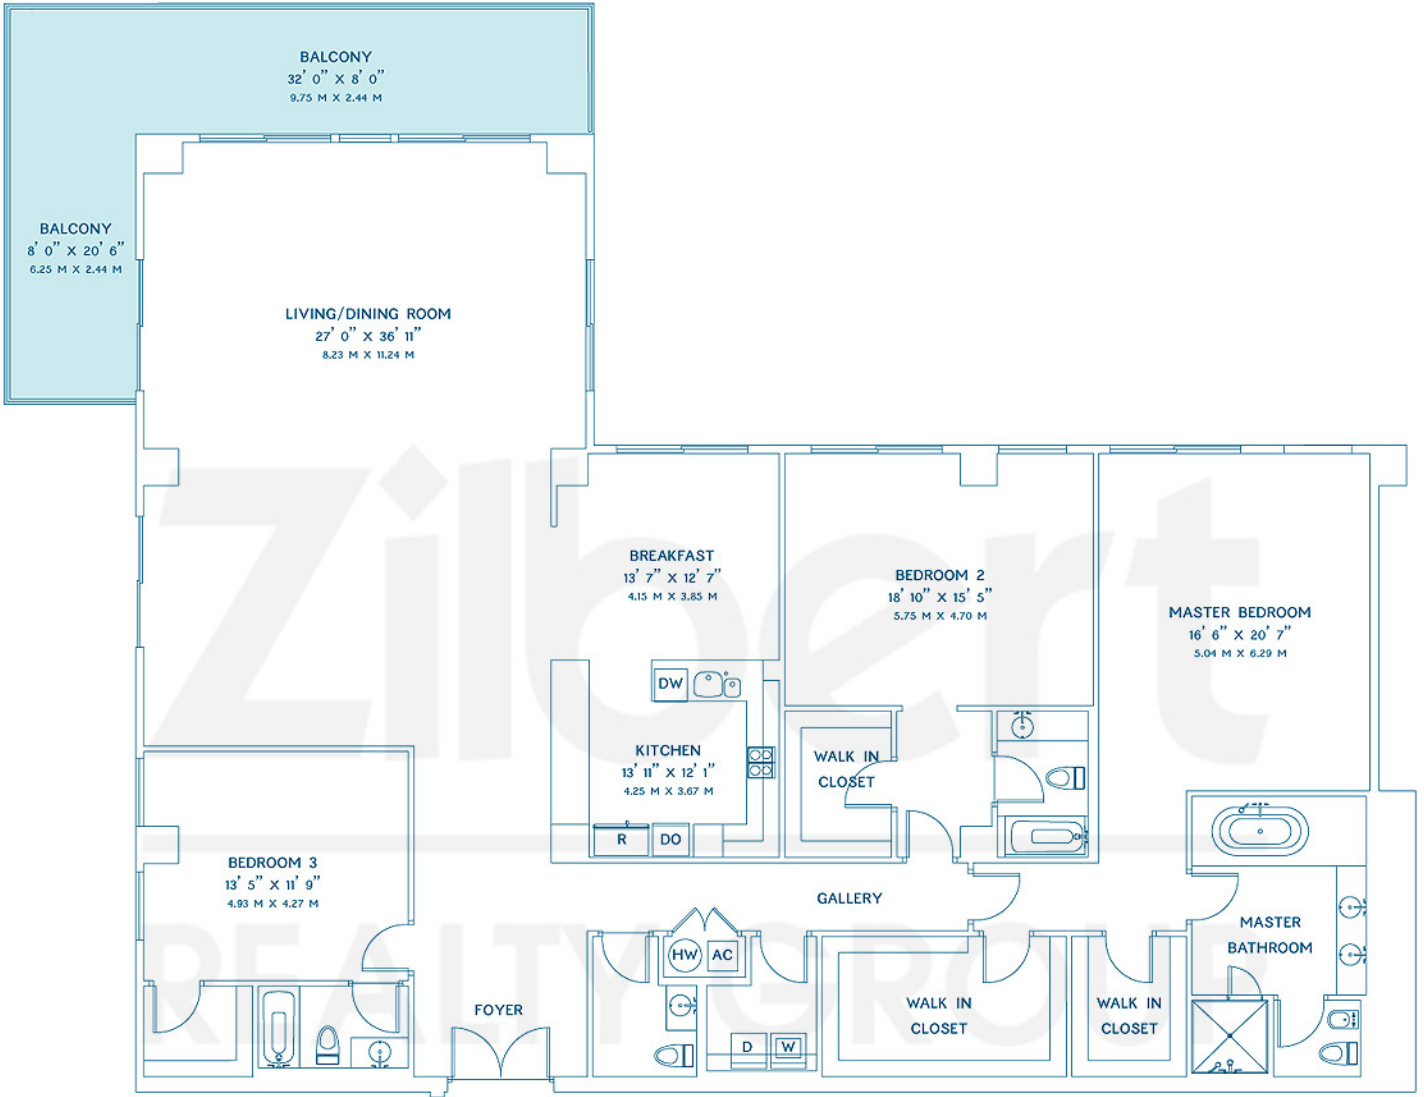 BALCONY
32' 0" X 8' 0"
9.75 M X 2.44 M
BALCONY
8' 0" X 20' 6"
6.25 M X 2.44 M
LIVING/DINING ROOM
27' 0" X 36' 11"
8.23 M X 11.24 M
BREAKFAST
13' 7" X 12' 7"
4.15 M X 3.85 M
BEDROOM 2
18' 10" X 15' 5"
5.75 M X 4.70 M
MASTER BEDROOM
16' 6" X 20' 7"
5.04 M X 6.29 M
Zilbert
DW
KITCHEN
13' 11" X 12' 1"
4.25 M X 3.67 M
WALK IN
CLOSET
R
DO
BEDROOM 3
13' 5" X 11' 9"
4.93 M X 4.27 M
GALLERY
MASTER
BATHROOM
REALTY GROUP
HW
AC
FOYER
WALK IN
CLOSET
WALK IN
CLOSET
D
W